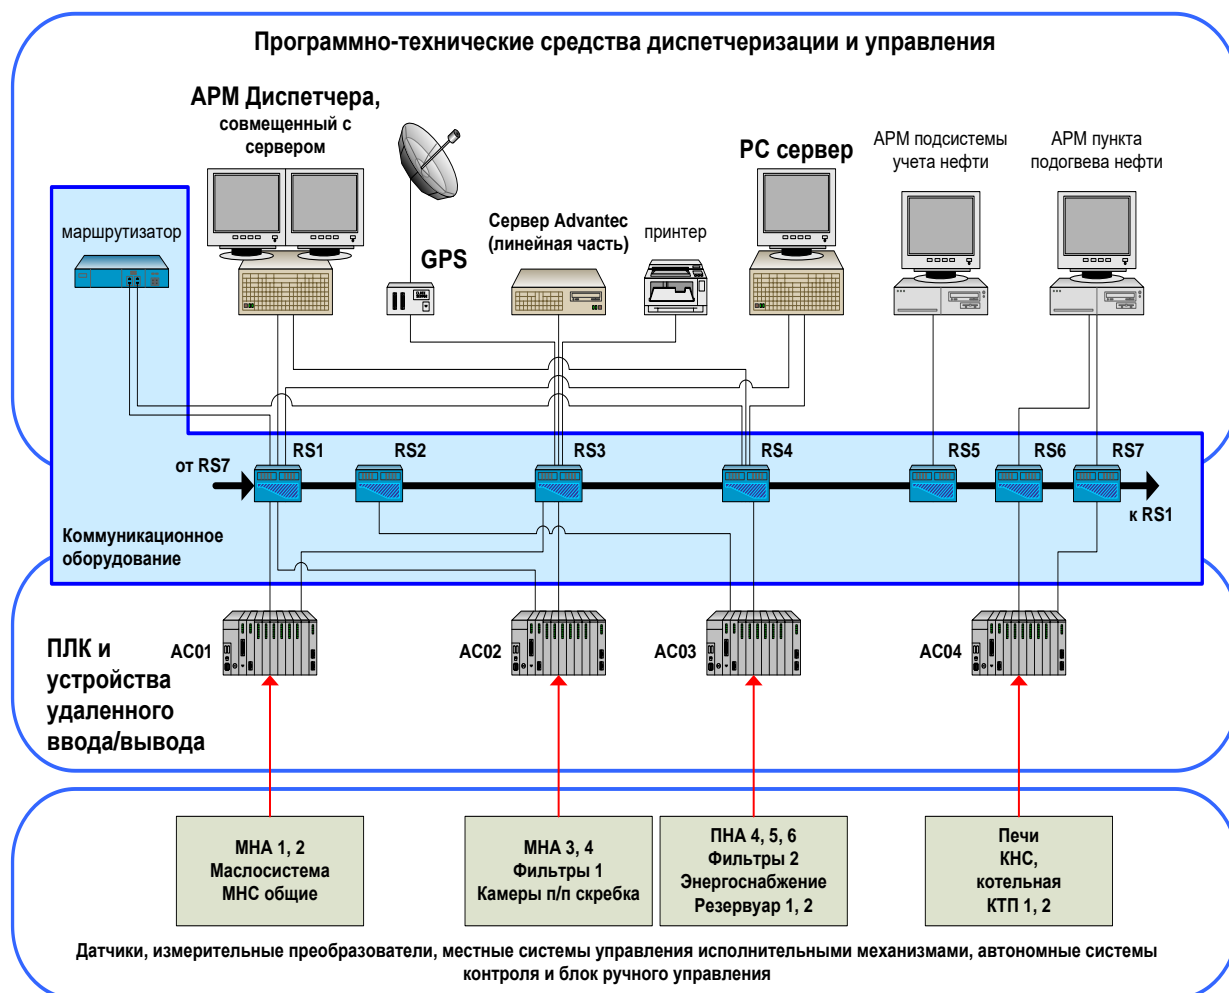 Программно-технические средства диспетчеризации и управления
АРМ Диспетчера,
совмещенный с
сервером
GPS
Сервер Advantec
(линейная часть)
принтер
PC сервер
АРМ подсистемы
учета нефти
АРМ пункта
подогвева нефти
маршрутизатор
от RS7
RS1
RS2
RS3
RS4
RS5
RS6
RS7
к RS1
Коммуникационное
оборудование
ПЛК и
устройства
удаленного
ввода/вывода
AC01
AC02
AC03
AC04
МНА 1, 2
Маслосистема
МНС общие
МНА 3, 4
Фильтры 1
Камеры п/п скребка
ПНА 4, 5, 6
Фильтры 2
Энергоснабжение
Резервуар 1, 2
Печи
КНС,
котельная
КТП 1, 2
Датчики, измерительные преобразователи, местные системы управления исполнительными механизмами, автономные системы
контроля и блок ручного управления